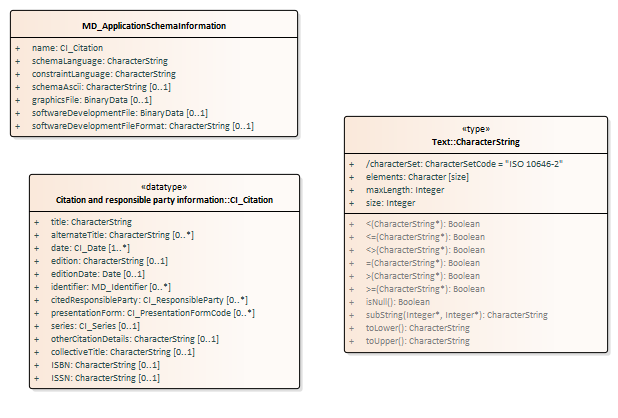 MD_ApplicationSchemaInformation
+ name: CI_Citation
+ schemaLanguage: CharacterString
+ constraintLanguage: CharacterString
+ schemaAscii: CharacterString [0..1]
+ graphicsFile: BinaryData [0..1]
+ softwareDevelopmentFile: BinaryData [0..1]
+ softwareDevelopmentFileFormat: CharacterString [0..1]
«datatype»
Citation and responsible party information::CI_Citation
+ title: CharacterString
+ alternateTitle: CharacterString [0..*]
+ date: CI_Date [1..*]
+ edition: CharacterString [0..1]
+ editionDate: Date [0..1]
+ identifier: MD_Identifier [0..*]
+ citedResponsibleParty: CI_ResponsibleParty [0..*]
+ presentationForm: CI_PresentationFormCode [0..*]
+ series: CI_Series [0..1]
+ otherCitationDetails: CharacterString [0..1]
+ collectiveTitle: CharacterString [0..1]
+ ISBN: CharacterString [0..1]
+ ISSN: CharacterString [0..1]
«type»
Text::CharacterString
+ /characterSet: CharacterSetCode = "ISO 10646-2"
+ elements: Character [size]
+ maxLength: Integer
+ size: Integer
+ <(CharacterString*): Boolean
+ <=(CharacterString*): Boolean
+ <>(CharacterString*): Boolean
+ =(CharacterString*): Boolean
+ >(CharacterString*): Boolean
+ >=(CharacterString*): Boolean
+ isNull(): Boolean
+ subString(Integer*, Integer*): CharacterString
+ toLower(): CharacterString
+ toUpper(): CharacterString